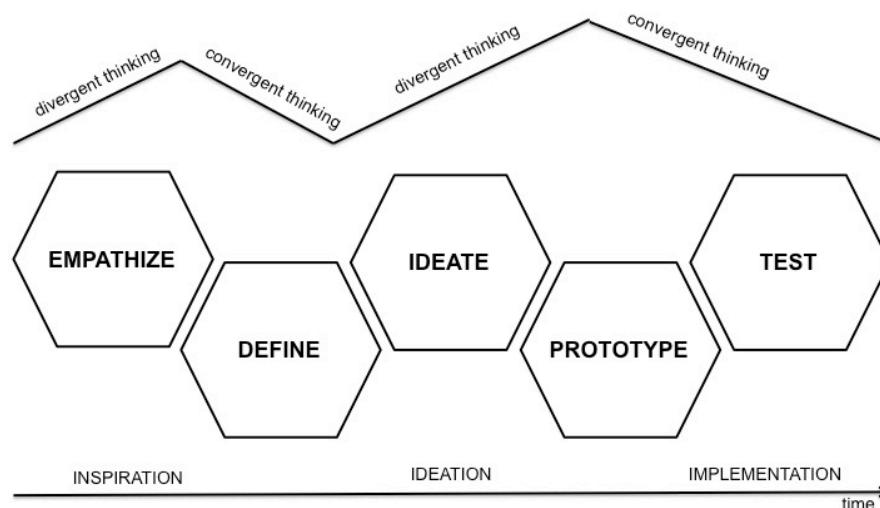 divergent thinking
convergent thinking
divergent thinking
convergent thinking
EMPATHIZE
DEFINE
IDEATE
PROTOTYPE
TEST
INSPIRATION
IDEATION
IMPLEMENTATION
time